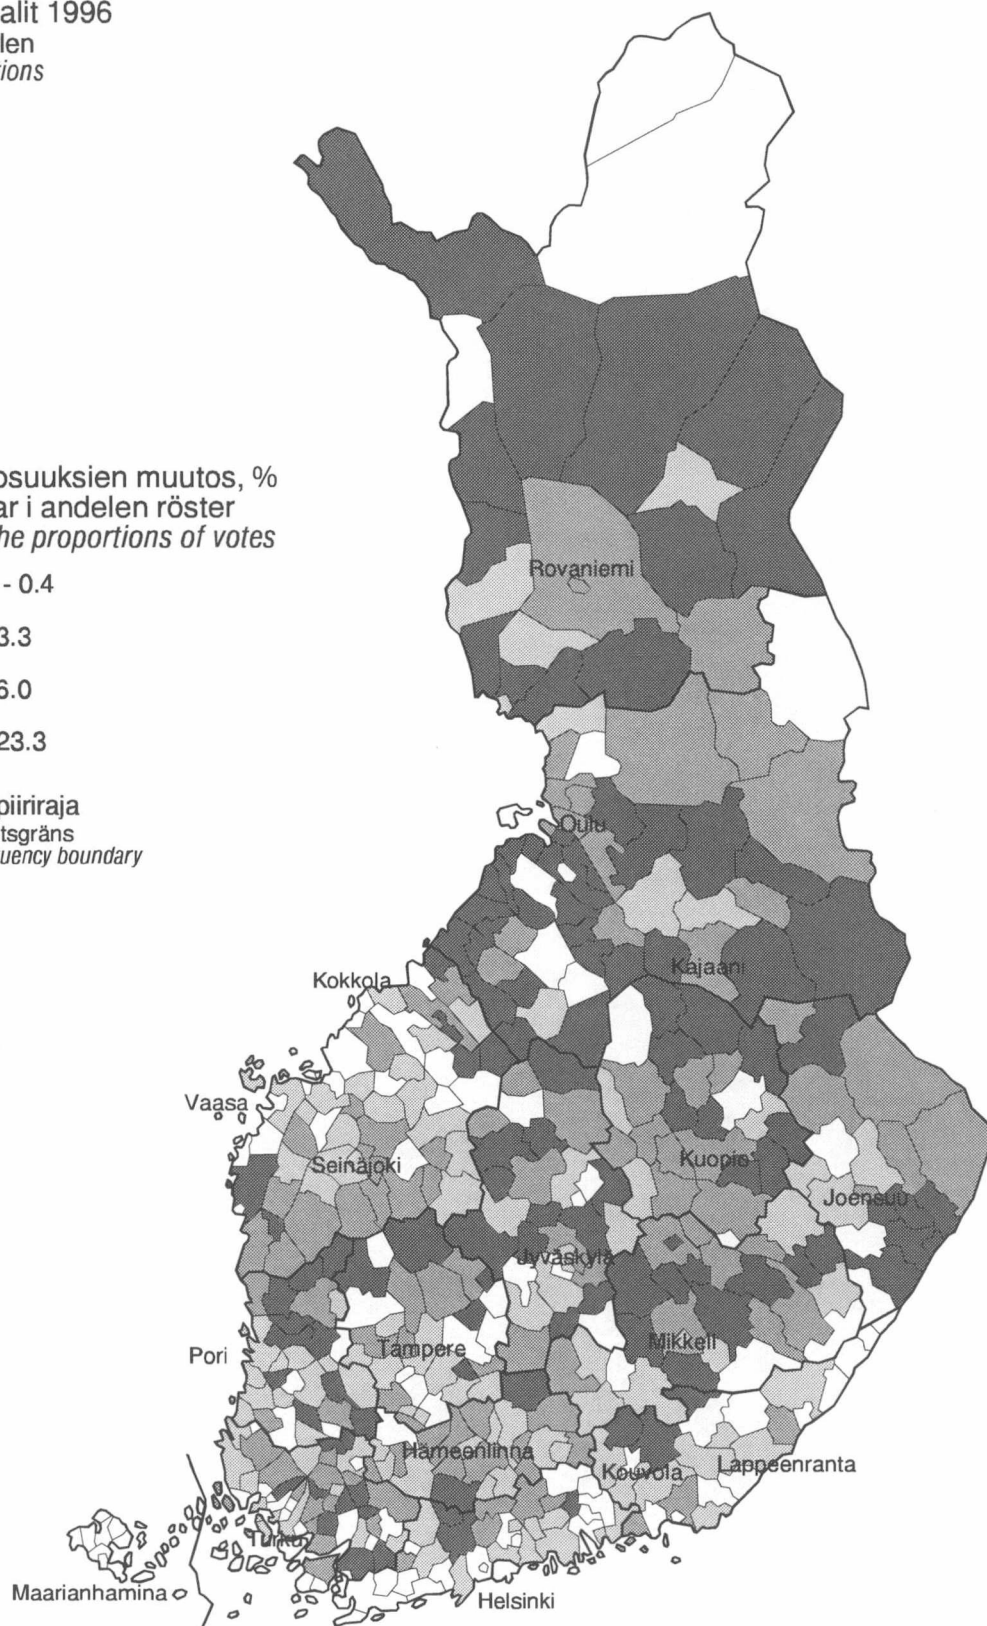 alit 1996
len
ions
osuuksien muutos, %
ar i andelen röster
he proportions of votes
- 0.4
3.3
6.0
23.3
piiriraja
tsgräns
uency boundary
Rovaniemi
Oulu
Kajaani
Kokkola
Vaasa
Seinäjoki
Kuopio
Joensuu
Jyväskylä
Mikkeli
Pori
Tampere
Hämeenlinna
Kouvola
Lappeenranta
Turku
Maarianhamina
Helsinki